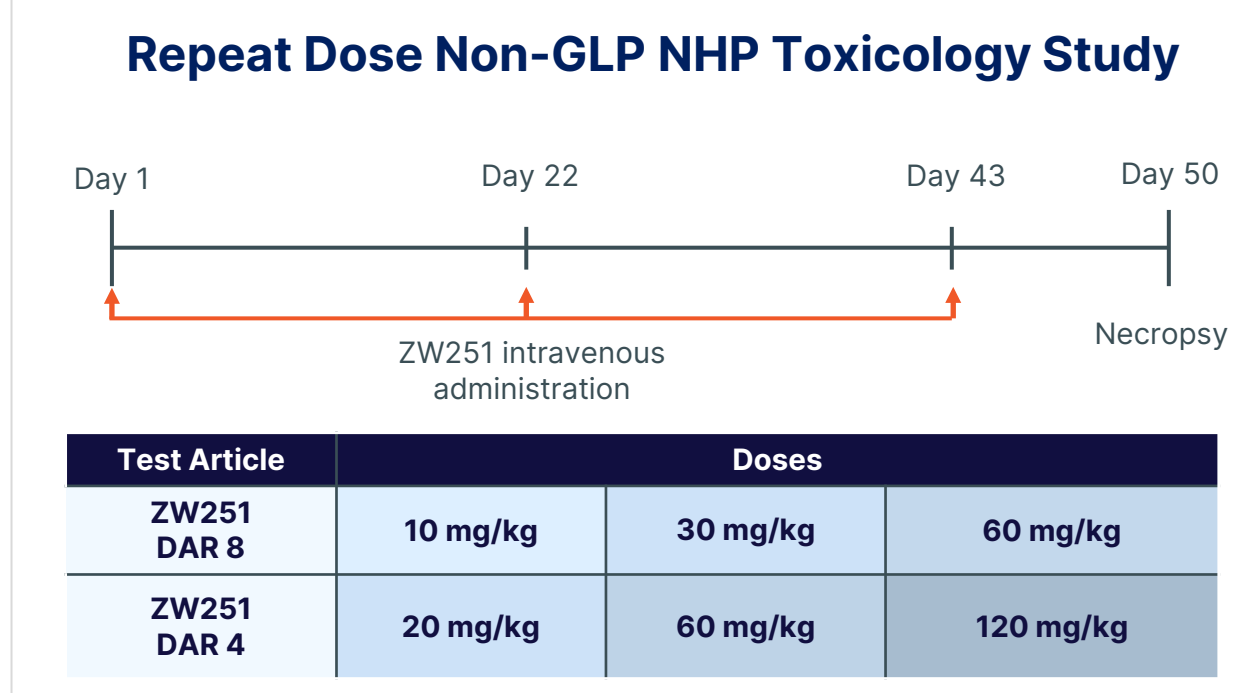 Repeat Dose Non-GLP NHP Toxicology Study
Day 1
Day 22
Day 43
Day 50
ZW251 intravenous
administration
Necropsy
Test Article
Doses
ZW251
DAR 8
10 mg/kg
30 mg/kg
60 mg/kg
ZW251
DAR 4
20 mg/kg
60 mg/kg
120 mg/kg